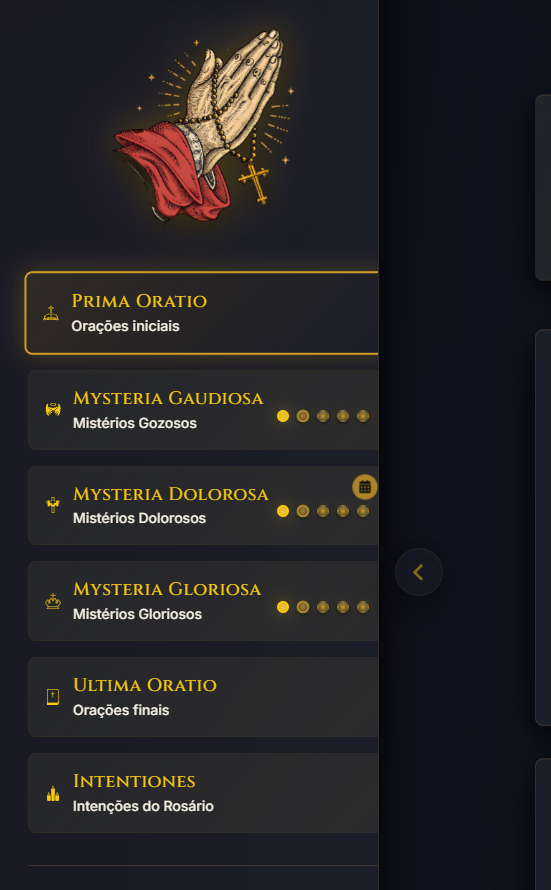 Prima Oratio
Orações iniciais
Mysteria Gaudiosa
Mistérios Gozosos
Mysteria Dolorosa
Mistérios Dolorosos
Mysteria Gloriosa
Mistérios Gloriosos
Ultima Oratio
Orações finais
Intentiones
Intenções do Rosário